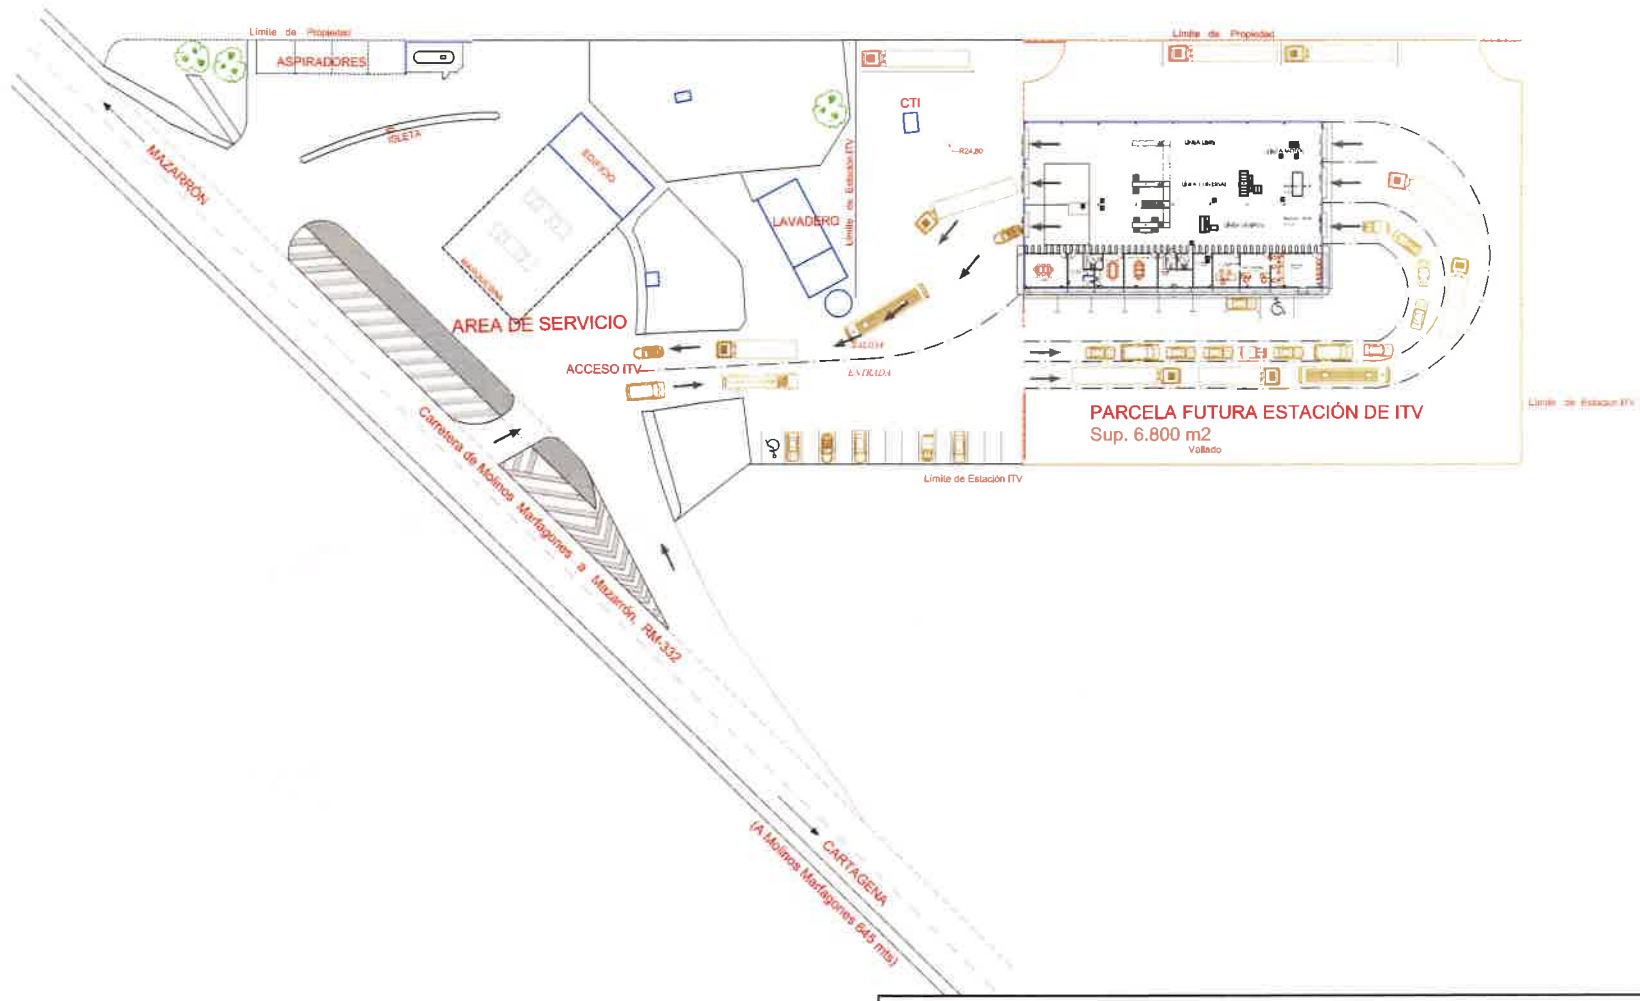 Límite de Propiedad
Límite de Propiedad
ASPIRADORES
CTI
ISLETA
R24,80
MAZARRÓN
EDIFICIO
LAVADERO
Límite de Estación ITV
MARQUESINA
AREA DE SERVICIO
ACCESO ITV
ENTRADA
PARCELA FUTURA ESTACIÓN DE ITV
Sup. 6.800 m2
Vallado
Límite de Estación ITV
Límite de Estación ITV
Carretera de Molinos Marfagones a Mazarrón, RM-332
CARTAGENA
(A Molinos Marfagones 645 mts)